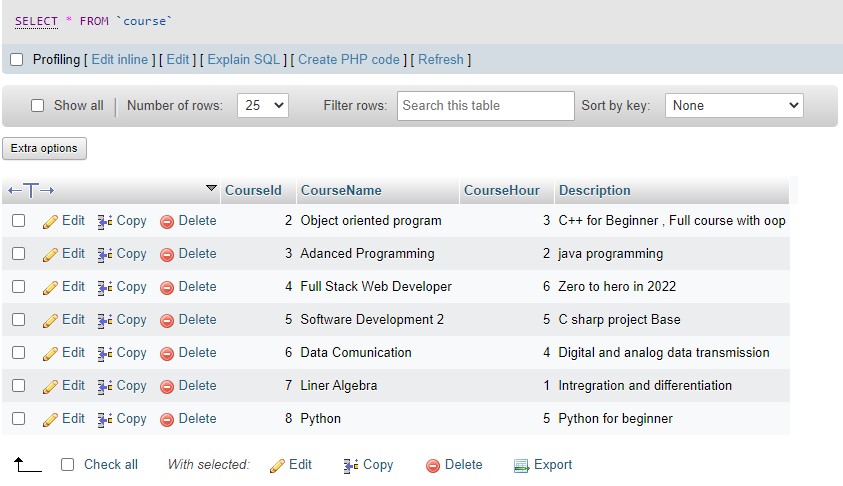 SELECT * FROM `course`
Profiling [ Edit inline ] [ Edit ] [ Explain SQL ] [ Create PHP code ] [ Refresh ]
Show all Number of rows: 25 Filter rows: Search this table Sort by key: None
Extra options
←T→ CourseId CourseName CourseHour Description
Edit Copy Delete 2 Object oriented program 3 C++ for Beginner , Full course with oop
Edit Copy Delete 3 Adanced Programming 2 java programming
Edit Copy Delete 4 Full Stack Web Developer 6 Zero to hero in 2022
Edit Copy Delete 5 Software Development 2 5 C sharp project Base
Edit Copy Delete 6 Data Comunication 4 Digital and analog data transmission
Edit Copy Delete 7 Liner Algebra 1 Intregration and differentiation
Edit Copy Delete 8 Python 5 Python for beginner
Check all With selected: Edit Copy Delete Export